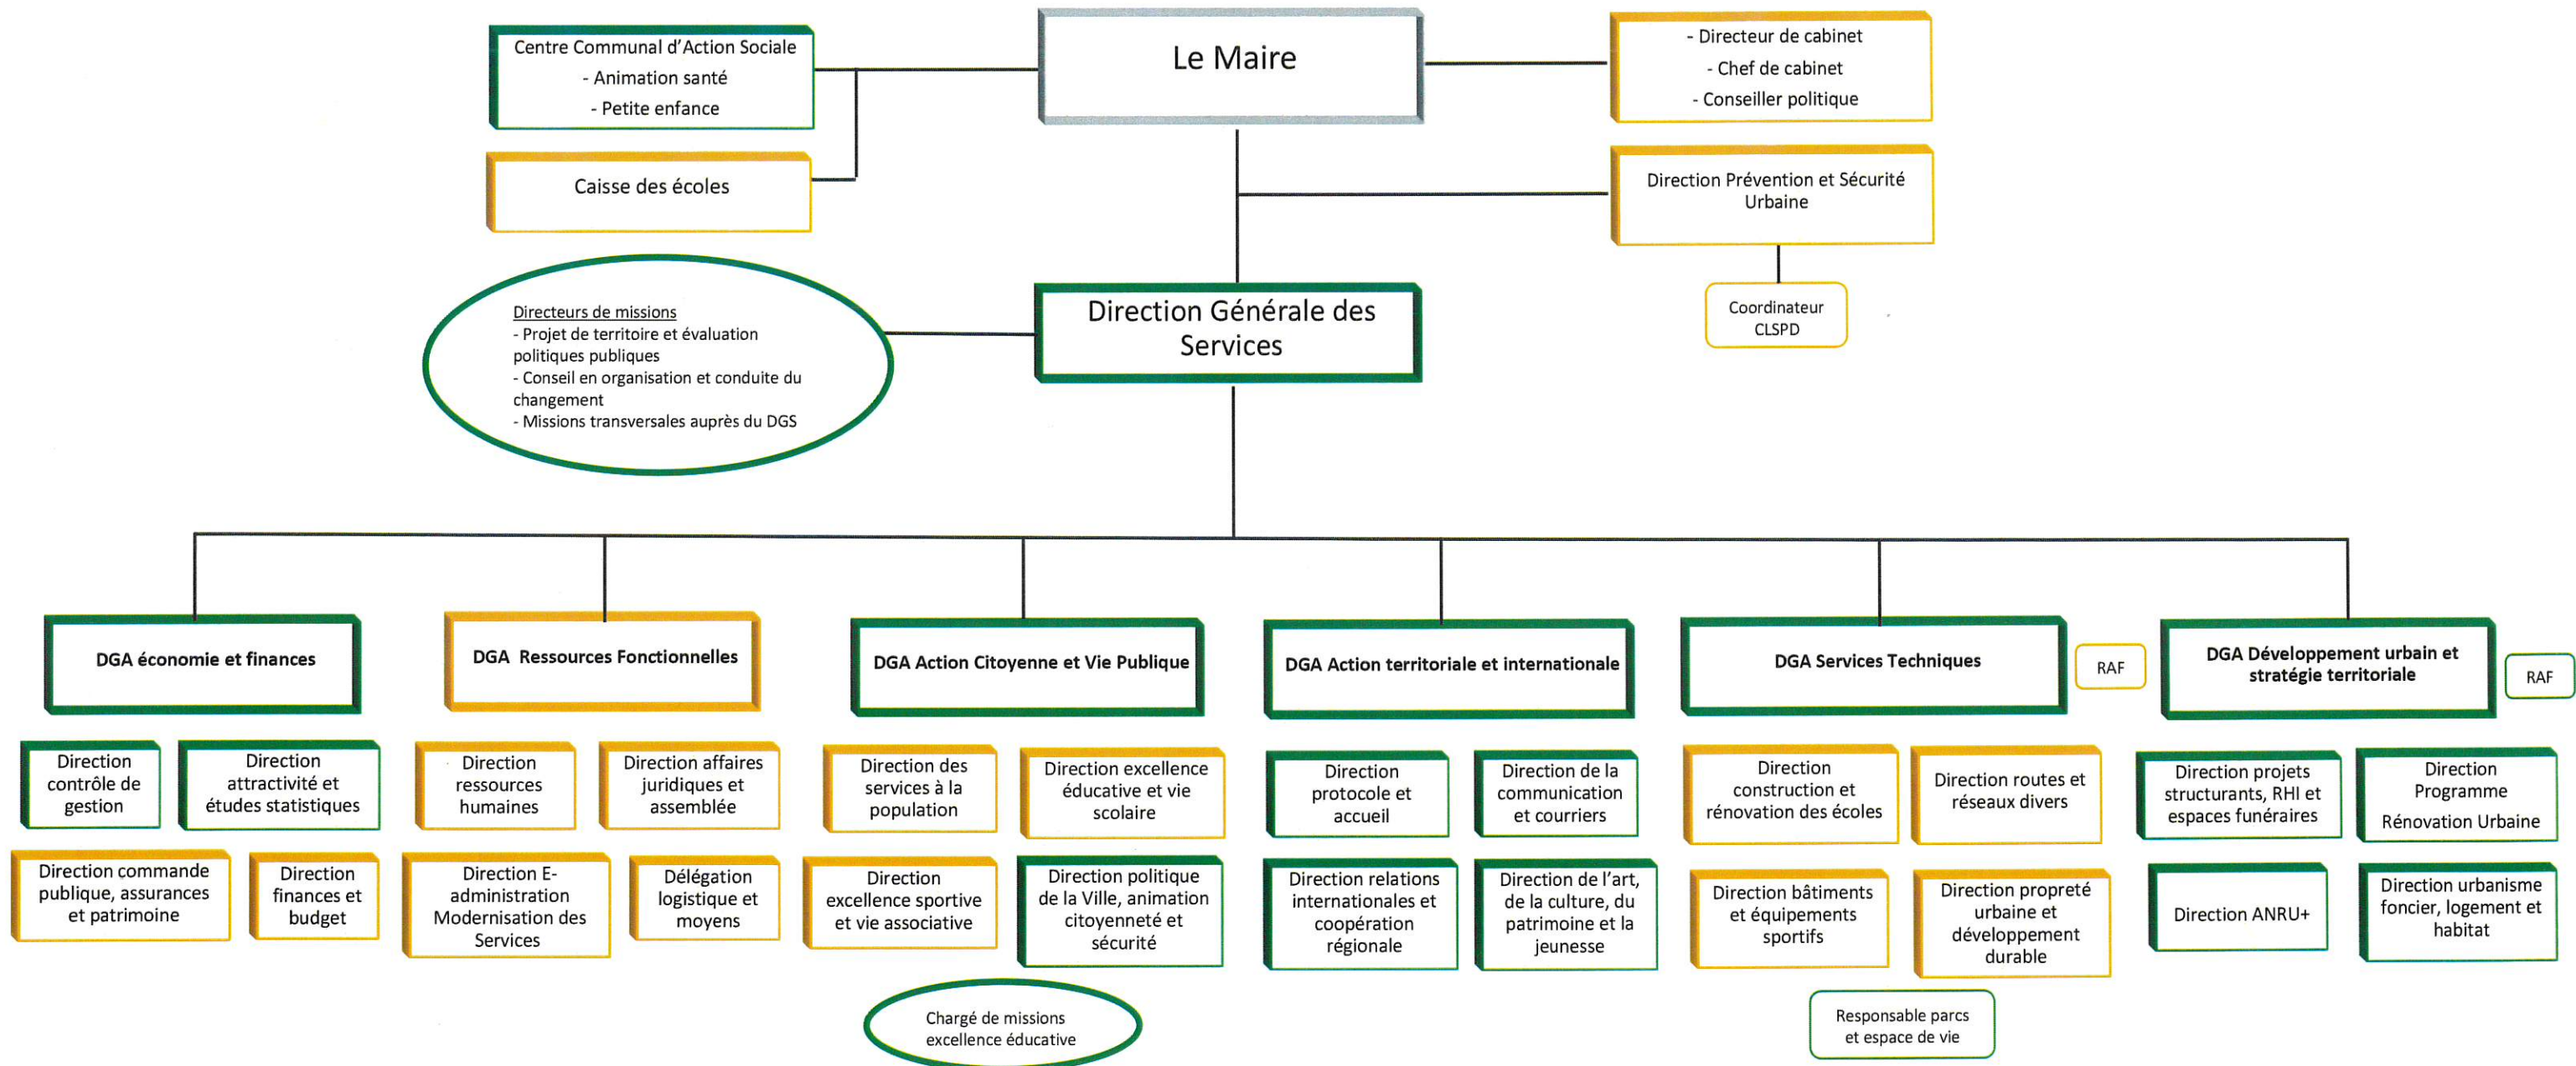 Centre Communal d'Action Sociale
- Animation santé
- Petite enfance
Le Maire
- Directeur de cabinet
- Chef de cabinet
- Conseiller politique
Caisse des écoles
Direction Prévention et Sécurité
Urbaine
Directeurs de missions
- Projet de territoire et évaluation
politiques publiques
- Conseil en organisation et conduite du
changement
- Missions transversales auprès du DGS
Direction Générale des
Services
Coordinateur
CLSPD
DGA économie et finances
DGA Ressources Fonctionnelles
DGA Action Citoyenne et Vie Publique
DGA Action territoriale et internationale
DGA Services Techniques
RAF
DGA Développement urbain et
stratégie territoriale
RAF
Direction
contrôle de
gestion
Direction
attractivité et
études statistiques
Direction
ressources
humaines
Direction affaires
juridiques et
assemblée
Direction des
services à la
population
Direction excellence
éducative et vie
scolaire
Direction
protocole et
accueil
Direction de la
communication
et courriers
Direction
construction et
rénovation des écoles
Direction routes et
réseaux divers
Direction projets
structurants, RHI et
espaces funéraires
Direction
Programme
Rénovation Urbaine
Direction commande
publique, assurances
et patrimoine
Direction
finances et
budget
Direction E-
administration
Modernisation des
Services
Délégation
logistique et
moyens
Direction
excellence sportive
et vie associative
Direction politique
de la Ville, animation
citoyenneté et
sécurité
Direction relations
internationales et
coopération
régionale
Direction de l'art,
de la culture, du
patrimoine et la
jeunesse
Direction bâtiments
et équipements
sportifs
Direction propreté
urbaine et
développement
durable
Direction ANRU+
Direction urbanisme
foncier, logement et
habitat
Chargé de missions
excellence éducative
Responsable parcs
et espace de vie